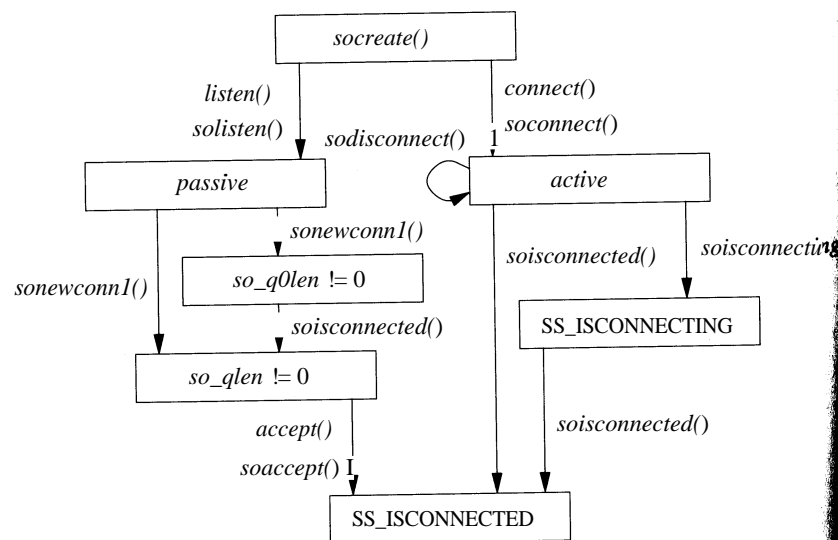 socreate()
listen()
connect()
solisten()
sodisconnect()
soconnect()
1
passive
active
sonewconn1()
soisconnected()
soisconnecting
sonewconn1()
so_q0len != 0
SS_ISCONNECTING
soisconnected()
so_qlen != 0
accept()
soisconnected()
soaccept() I
SS_ISCONNECTED